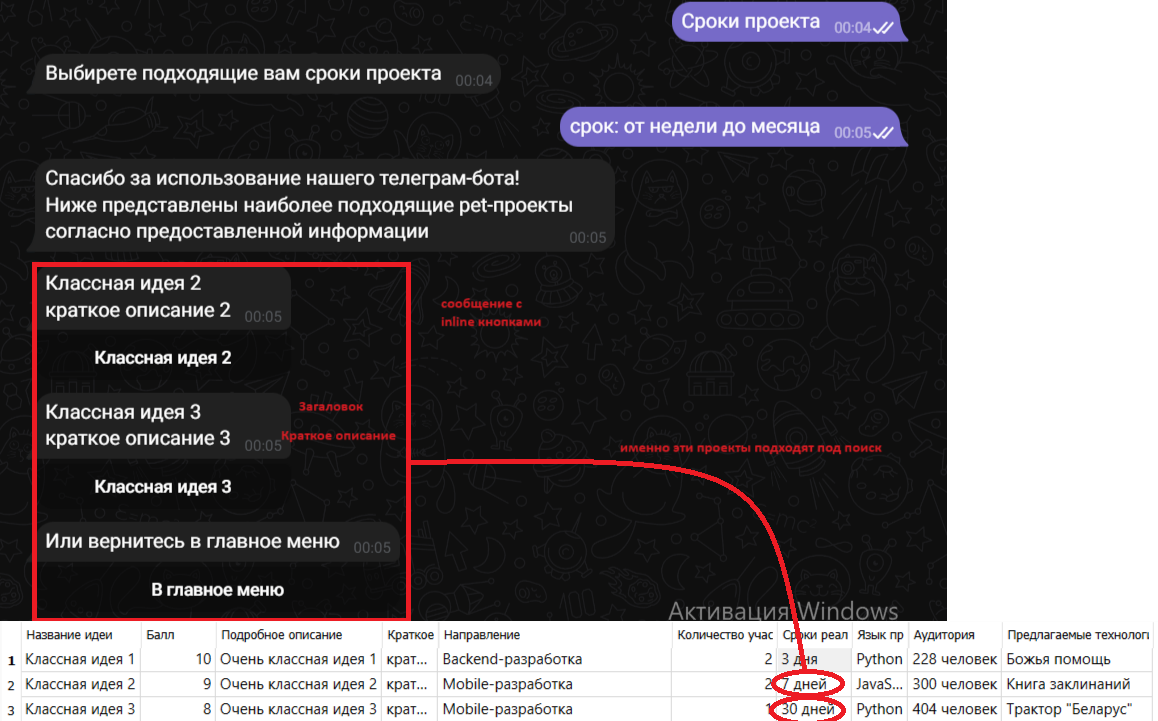 Сроки проекта 00:04
Выбирете подходящие вам сроки проекта 00:04
срок: от недели до месяца 00:05
Спасибо за использование нашего телеграм-бота!
Ниже представлены наиболее подходящие pet-проекты
согласно предоставленной информации 00:05
Классная идея 2
краткое описание 2 00:05
сообщение с
inline кнопками
Классная идея 2
Классная идея 3
Заголовок
краткое описание 3 00:05
Краткое описание
именно эти проекты подходят под поиск
Классная идея 3
Или вернитесь в главное меню 00:05
В главное меню
Активация Windows
Название идеи Балл Подробное описание Краткое Направление Количество учас Сроки реал Язык пр Аудитория Предлагаемые технологи
1 Классная идея 1 10 Очень классная идея 1 крат... Backend-разработка 2 3 дня Python 228 человек Божья помощь
2 Классная идея 2 9 Очень классная идея 2 крат... Mobile-разработка 2 7 дней JavaS... 300 человек Книга заклинаний
3 Классная идея 3 8 Очень классная идея 3 крат... Mobile-разработка 1 30 дней Python 404 человек Трактор "Беларус"